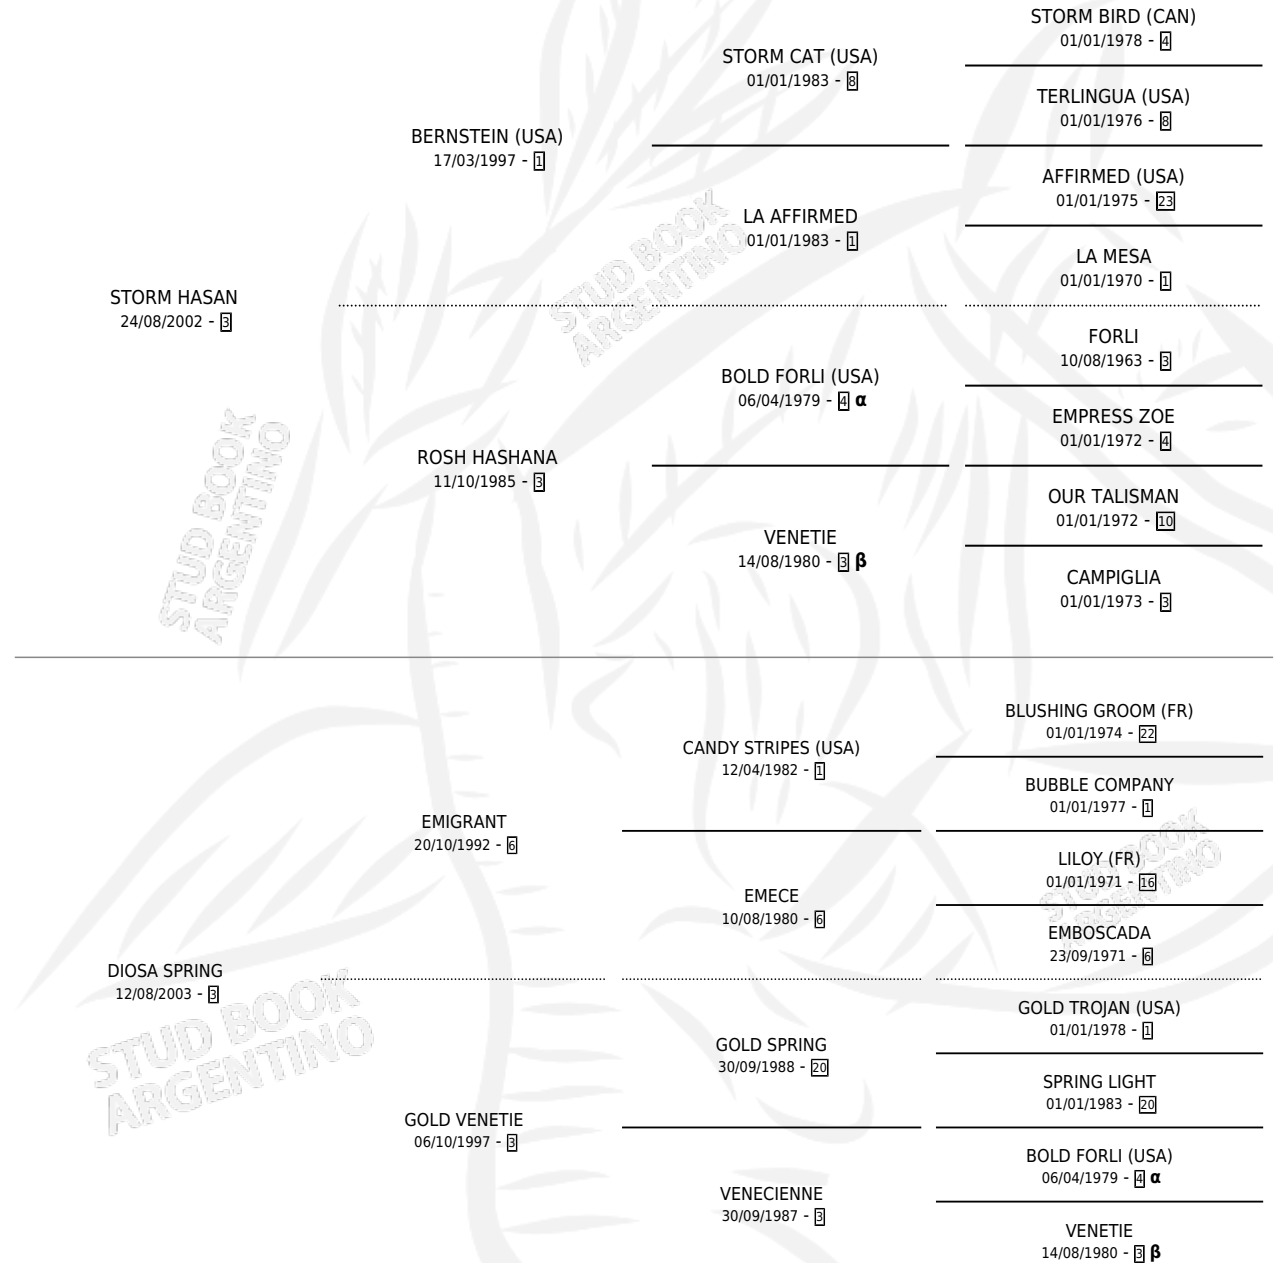 STORM BIRD (CAN)
01/01/1978 - 4
STORM CAT (USA)
01/01/1983 - 8
TERLINGUA (USA)
01/01/1976 - 8
BERNSTEIN (USA)
17/03/1997 - 1
AFFIRMED (USA)
01/01/1975 - 23
LA AFFIRMED
01/01/1983 - 1
LA MESA
01/01/1970 - 1
STORM HASAN
24/08/2002 - 3
FORLI
10/08/1963 - 3
BOLD FORLI (USA)
06/04/1979 - 4 α
EMPRESS ZOE
01/01/1972 - 4
ROSH HASHANA
11/10/1985 - 3
OUR TALISMAN
01/01/1972 - 10
VENETIE
14/08/1980 - 3 β
CAMPIGLIA
01/01/1973 - 3
BLUSHING GROOM (FR)
01/01/1974 - 22
CANDY STRIPES (USA)
12/04/1982 - 1
BUBBLE COMPANY
01/01/1977 - 1
EMIGRANT
20/10/1992 - 6
LILOY (FR)
01/01/1971 - 16
EMECE
10/08/1980 - 6
EMBOSCADA
23/09/1971 - 6
DIOSA SPRING
12/08/2003 - 3
GOLD TROJAN (USA)
01/01/1978 - 1
GOLD SPRING
30/09/1988 - 20
SPRING LIGHT
01/01/1983 - 20
GOLD VENETIE
06/10/1997 - 3
BOLD FORLI (USA)
06/04/1979 - 4 α
VENECIENNE
30/09/1987 - 3
VENETIE
14/08/1980 - 3 β
STUD BOOK
ARGENTINO
STUD BOOK
ARGENTINO
STUD BOOK
ARGENTINO
STUD BOOK
ARGENTINO